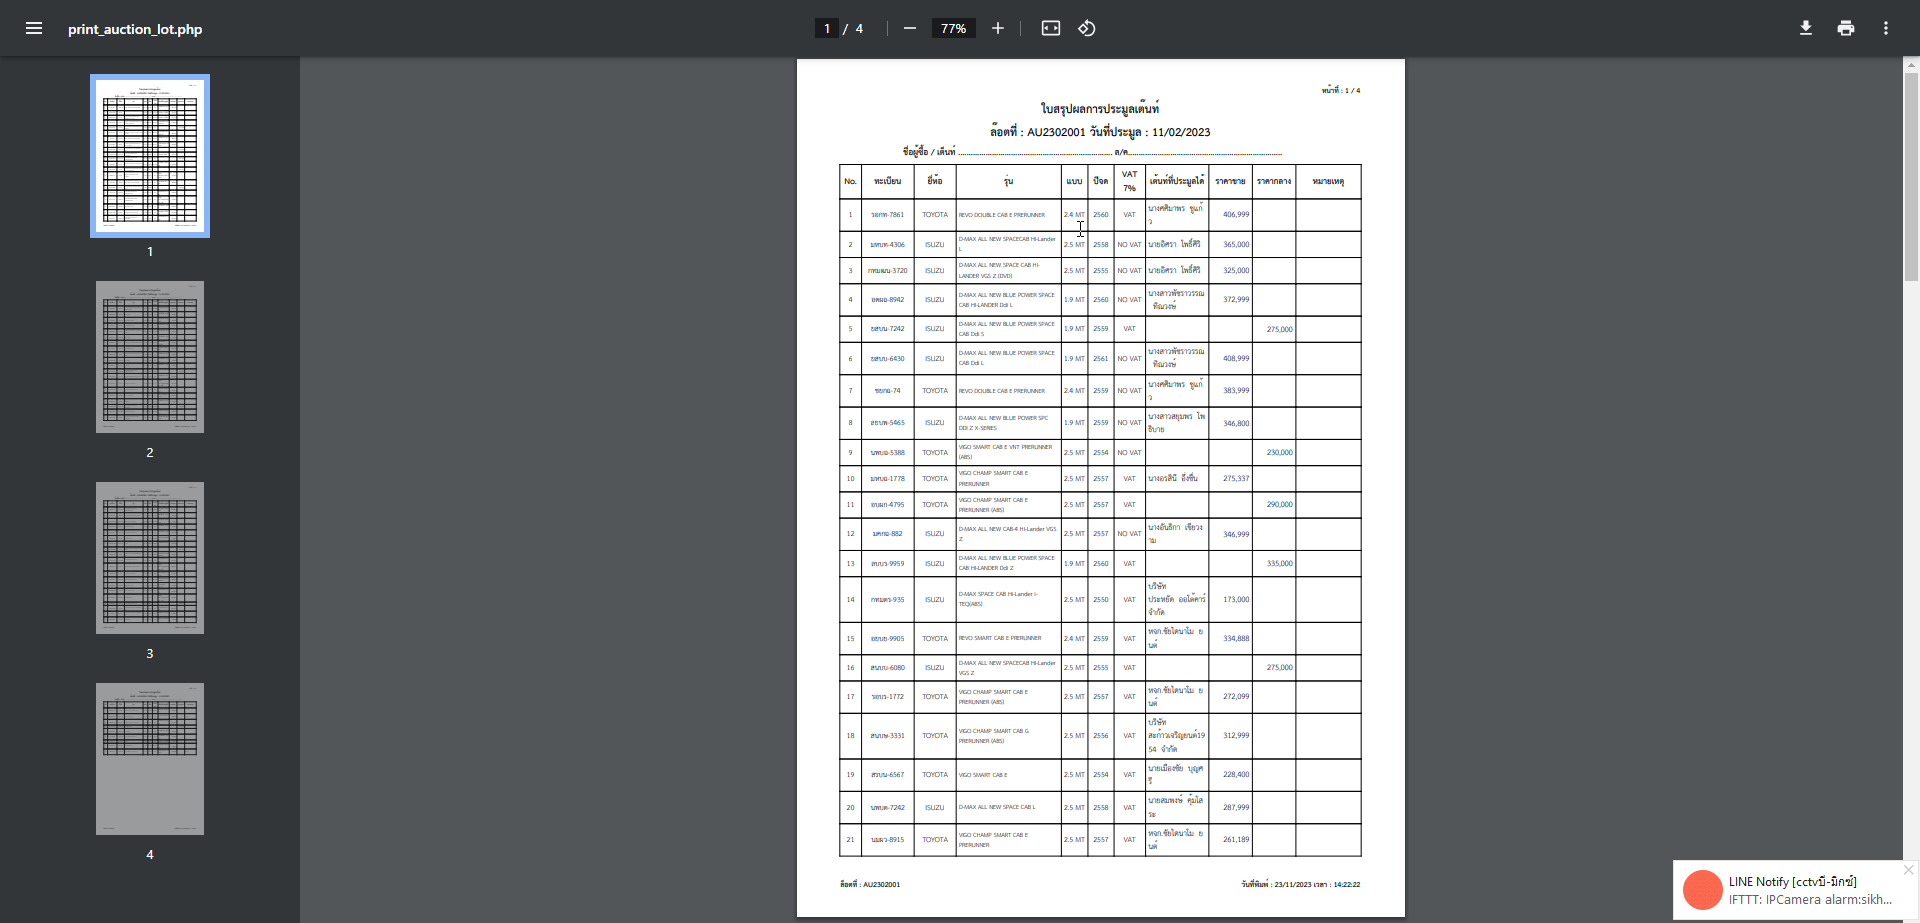 print_auction_lot.php
1 / 4
77%
1
2
3
4
หน้าที่ : 1 / 4
ใบสรุปผลการประมูลเต็นท์
ล๊อตที่ : AU2302001 วันที่ประมูล : 11/02/2023
ชื่อผู้ซื้อ / เต็นท์ ........ ล/ค........
No. ทะเบียน ยี่ห้อ รุ่น แบบ ปีจด VAT 7% เต้นท์ที่ประมูลได้ ราคาขาย ราคากลาง หมายเหตุ
1 รอกท-7861 TOYOTA REVO DOUBLE CAB E PRERUNNER 2.4 MT 2560 VAT นางศศิมาพร ชูแก้ว 406,999
2 มหบท-4306 ISUZU D-MAX ALL NEW SPACECAB Hi-Lander L 2.5 MT 2558 NO VAT นายอิศรา โพธิ์ศิริ 365,000
3 กทมฒน-3720 ISUZU D-MAX ALL NEW SPACE CAB HI-LANDER VGS Z (DVD) 2.5 MT 2555 NO VAT นายอิศรา โพธิ์ศิริ 325,000
4 อดผฉ-8942 ISUZU D-MAX ALL NEW BLUE POWER SPACE CAB HI-LANDER Ddi L 1.9 MT 2560 NO VAT นางสาวพัชราวรรณ ทิณวงษ์ 372,999
5 ยสบน-7242 ISUZU D-MAX ALL NEW BLUE POWER SPACE CAB Ddi S 1.9 MT 2559 VAT 275,000
6 ยสบบ-6430 ISUZU D-MAX ALL NEW BLUE POWER SPACE CAB Ddi L 1.9 MT 2561 NO VAT นางสาวพัชราวรรณ ทิณวงษ์ 408,999
7 ชยกฉ-74 TOYOTA REVO DOUBLE CAB E PRERUNNER 2.4 MT 2559 NO VAT นางศศิมาพร ชูแก้ว 383,999
8 ลยบพ-5465 ISUZU D-MAX ALL NEW BLUE POWER SPC DDI Z X-SERIES 1.9 MT 2559 NO VAT นางสาวสยุมพร โพธิบาย 346,800
9 นทบฉ-5388 TOYOTA VIGO SMART CAB E VNT PRERUNNER (ABS) 2.5 MT 2554 NO VAT 230,000
10 มหบฉ-1778 TOYOTA VIGO CHAMP SMART CAB E PRERUNNER 2.5 MT 2557 VAT นางอรสินี อึ้งชื่น 275,337
11 อบผก-4795 TOYOTA VIGO CHAMP SMART CAB E PRERUNNER (ABS) 2.5 MT 2557 VAT 290,000
12 มคกฉ-882 ISUZU D-MAX ALL NEW CAB-4 Hi-Lander VGS Z 2.5 MT 2557 NO VAT นางอันธิกา เขียวงาม 346,999
13 ลบบร-9959 ISUZU D-MAX ALL NEW BLUE POWER SPACE CAB HI-LANDER Ddi Z 1.9 MT 2560 VAT 335,000
14 กทมตร-935 ISUZU D-MAX SPACE CAB Hi-Lander i-TEQ(ABS) 2.5 MT 2550 VAT บริษัท ประหยัด ออโต้คาร์ จำกัด 173,000
15 อยบย-9905 TOYOTA REVO SMART CAB E PRERUNNER 2.4 MT 2559 VAT หจก.ชัยไดนาโม ยนต์ 334,888
16 สนบบ-6080 ISUZU D-MAX ALL NEW SPACECAB Hi-Lander VGS Z 2.5 MT 2555 VAT 275,000
17 รอบร-1772 TOYOTA VIGO CHAMP SMART CAB E PRERUNNER (ABS) 2.5 MT 2557 VAT หจก.ชัยไดนาโม ยนต์ 272,099
18 สนบษ-3331 TOYOTA VIGO CHAMP SMART CAB G PRERUNNER (ABS) 2.5 MT 2556 VAT บริษัท สะก๊าวเจริญยนต์1954 จำกัด 312,999
19 สรบน-6567 TOYOTA VIGO SMART CAB E 2.5 MT 2554 VAT นายเมืองชัย บุญศรี 228,400
20 นทบต-7242 ISUZU D-MAX ALL NEW SPACE CAB L 2.5 MT 2558 VAT นายสมพงษ์ คุ้มไสระ 287,999
21 นมผว-8915 TOYOTA VIGO CHAMP SMART CAB E PRERUNNER 2.5 MT 2557 VAT หจก.ชัยไดนาโม ยนต์ 261,189
ล๊อตที่ : AU2302001
วันที่พิมพ์ : 23/11/2023 เวลา : 14:22:22
LINE Notify [cctvบี-มิกซ์]
IFTTT: IPCamera alarm:sikh...